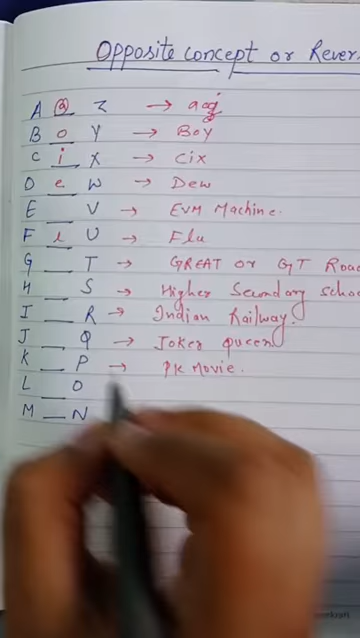 Opposite concept or Rever
A a Z → aaj
B o Y → Boy
C i X → Cix
D e W → Dew
E _ V → EVM Machine.
F l U → Flu
G _ T → GREAT or GT Road
H _ S → Higher Secondary Schoo
I _ R → Indian Railway.
J _ Q → Joker Queen
K _ P → PK Movie.
L _ O
M _ N